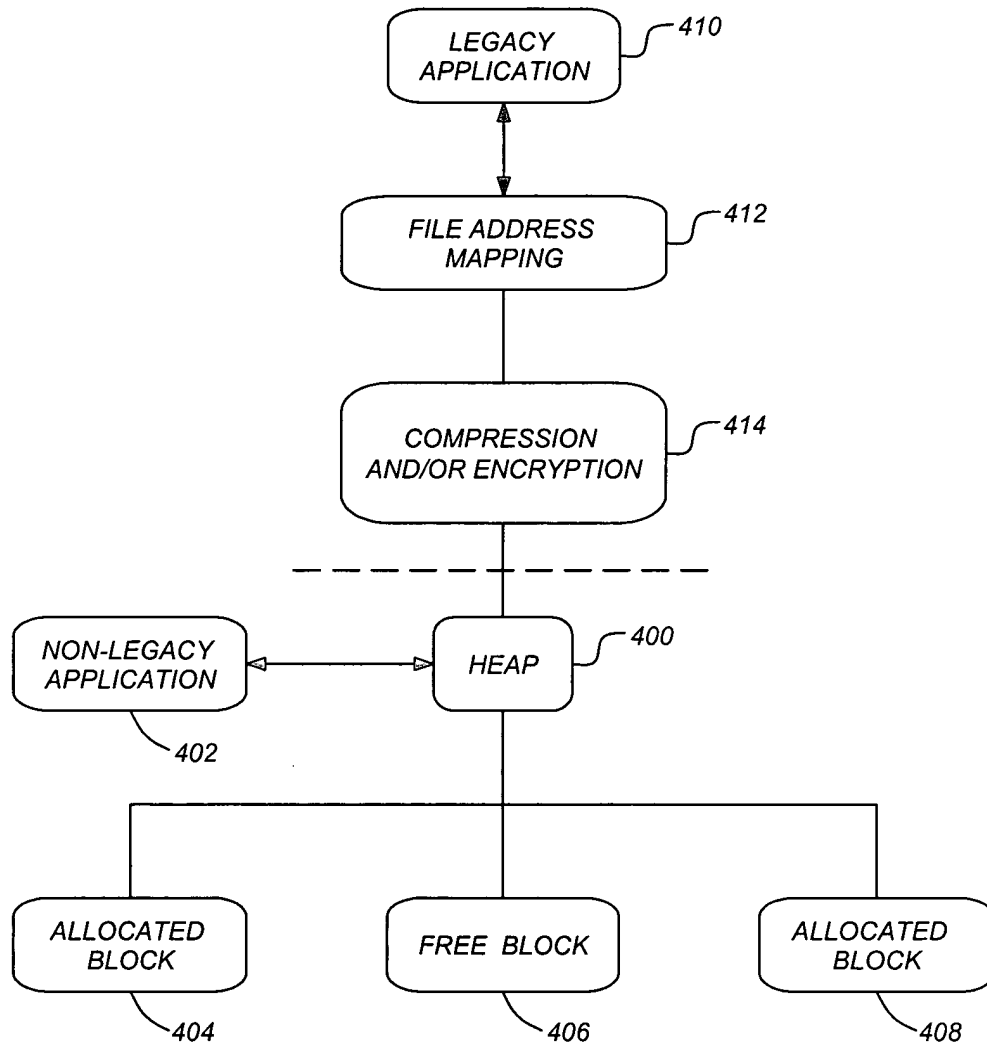 LEGACY
APPLICATION
410
FILE ADDRESS
MAPPING
412
COMPRESSION
AND/OR ENCRYPTION
414
NON-LEGACY
APPLICATION
402
HEAP
400
ALLOCATED
BLOCK
404
FREE BLOCK
406
ALLOCATED
BLOCK
408